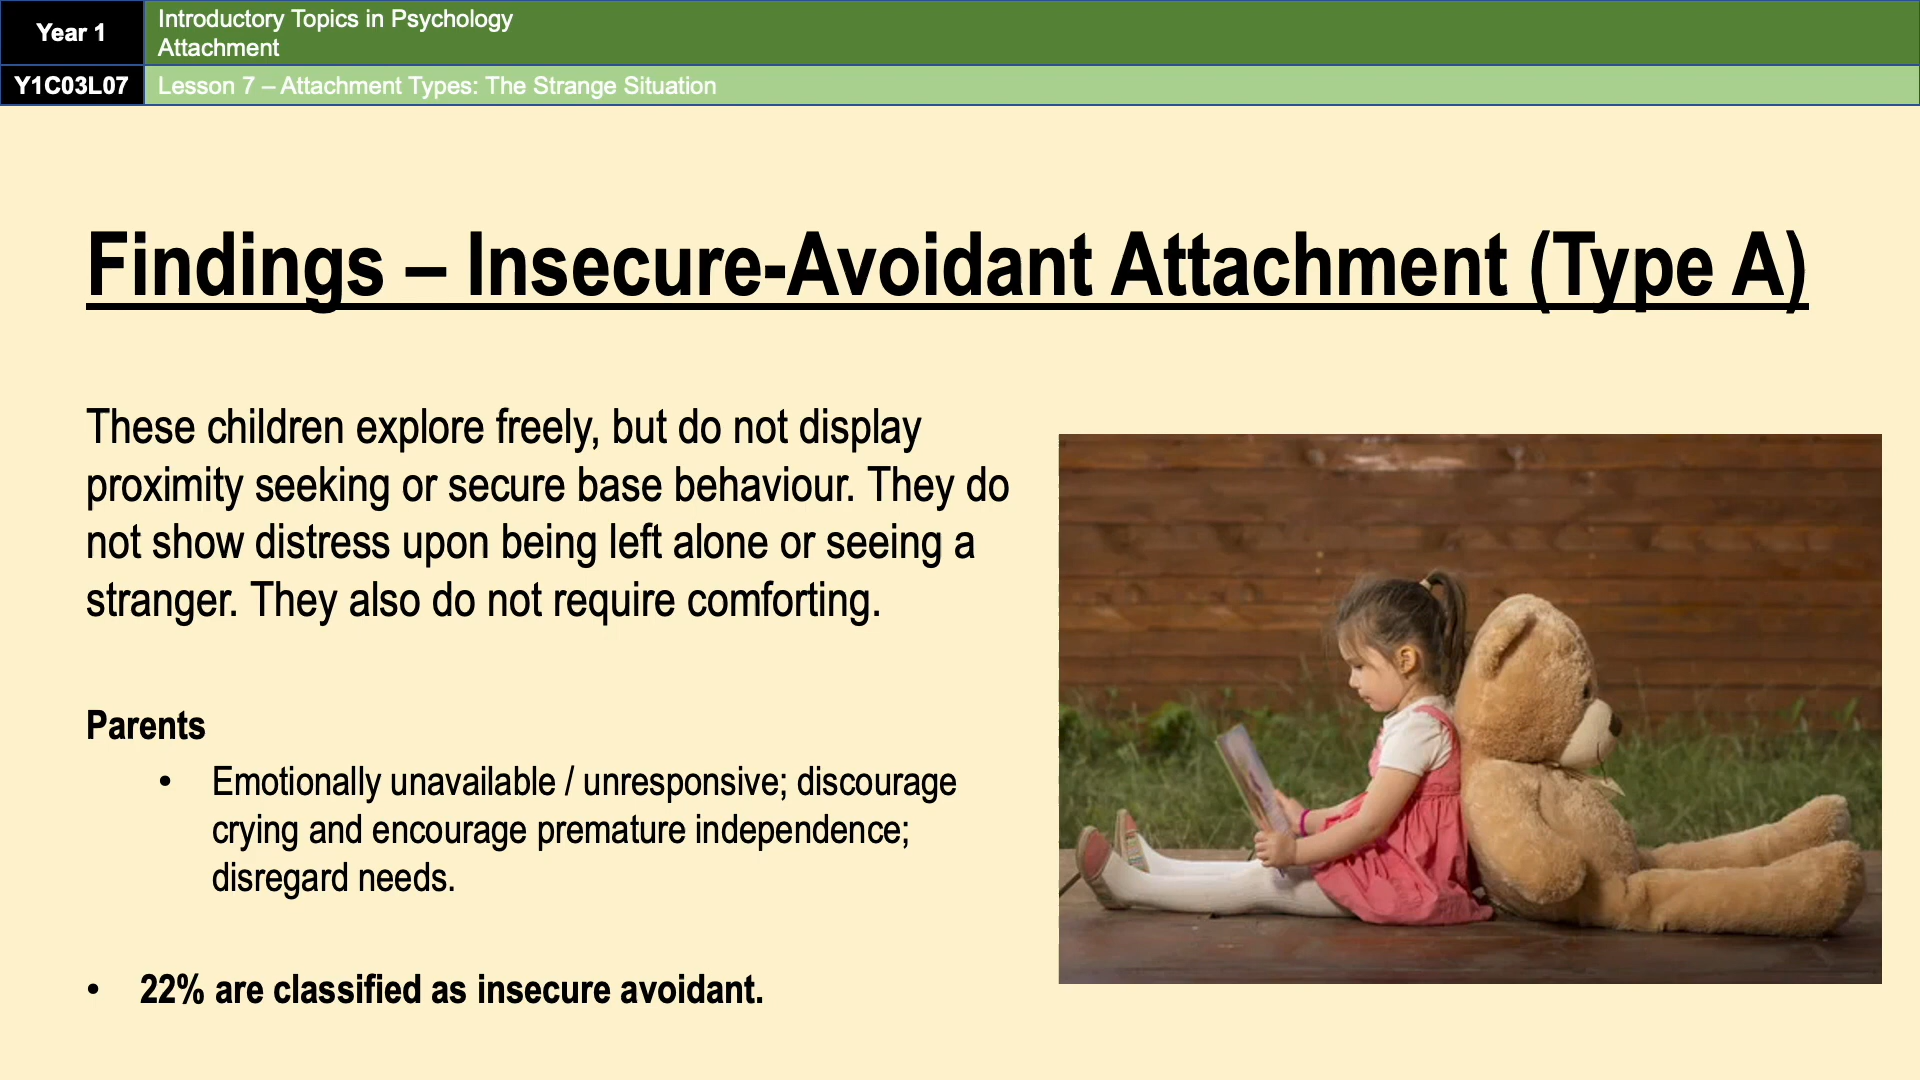 Year 1
Introductory Topics in Psychology
Attachment
Y1C03L07
Lesson 7 – Attachment Types: The Strange Situation
Findings – Insecure-Avoidant Attachment (Type A)
These children explore freely, but do not display
proximity seeking or secure base behaviour. They do
not show distress upon being left alone or seeing a
stranger. They also do not require comforting.
Parents
• Emotionally unavailable / unresponsive; discourage
crying and encourage premature independence;
disregard needs.
• 22% are classified as insecure avoidant.